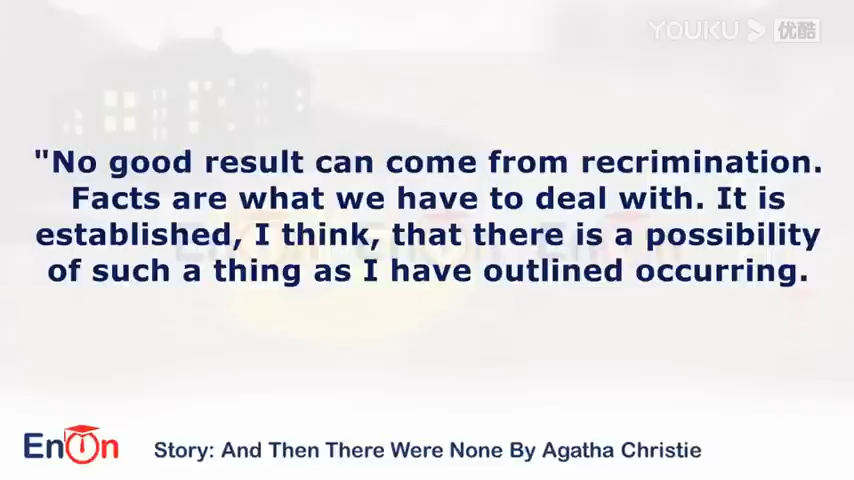 YOUKU 优酷
"No good result can come from recrimination.
Facts are what we have to deal with. It is
established, I think, that there is a possibility
of such a thing as I have outlined occurring.
EnOn
Story: And Then There Were None By Agatha Christie